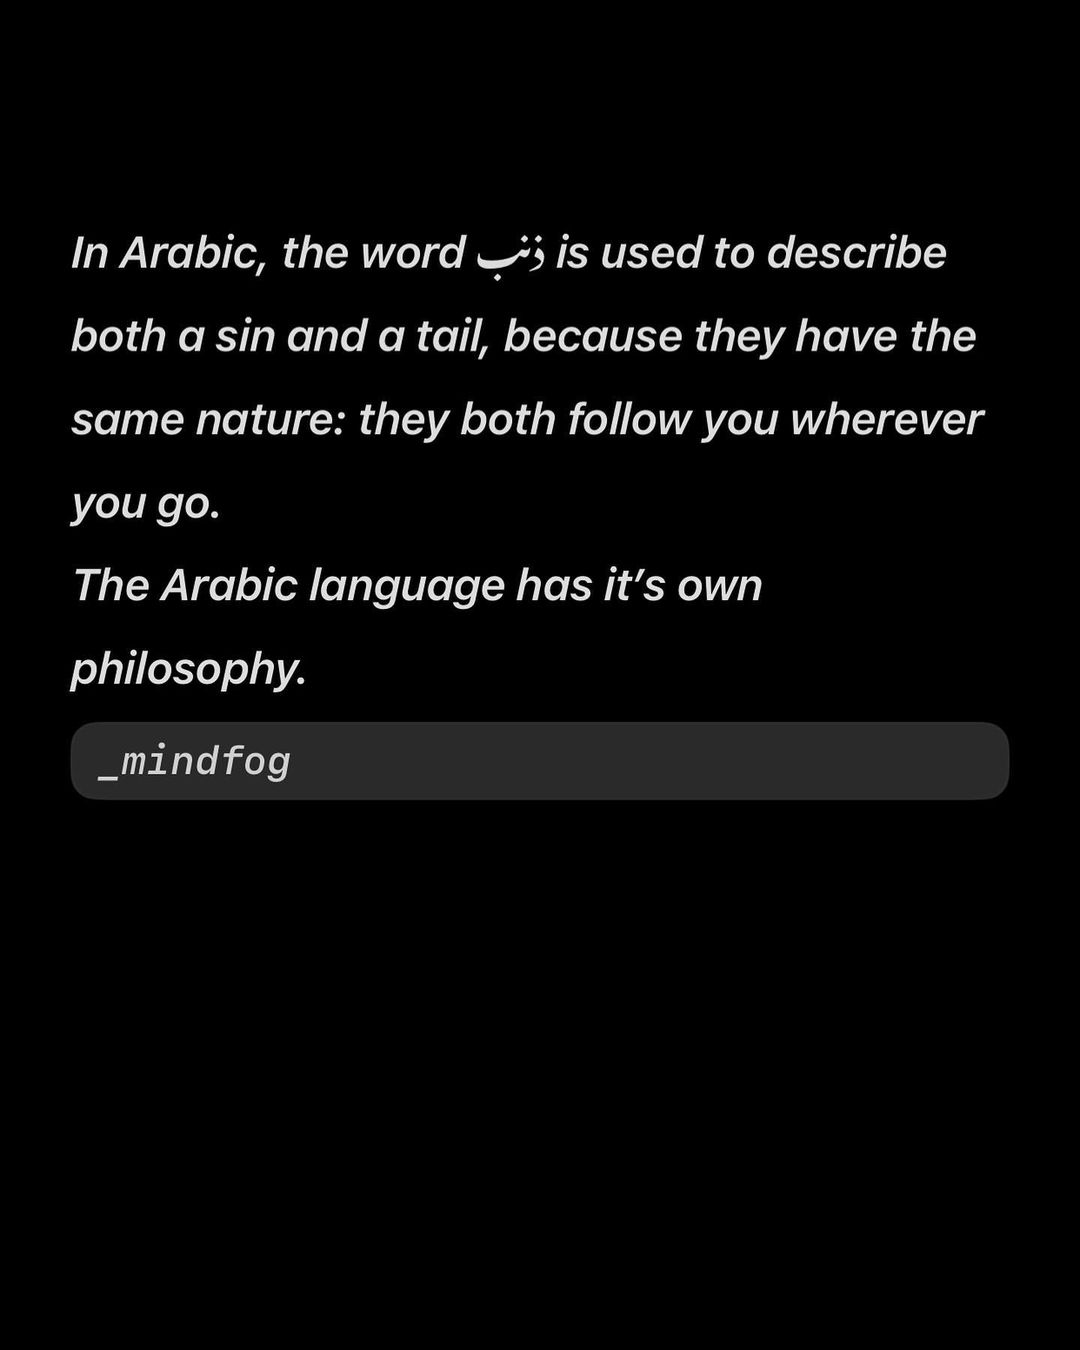 In Arabic, the word ذنب is used to describe
both a sin and a tail, because they have the
same nature: they both follow you wherever
you go.
The Arabic language has it’s own
philosophy.
_mindfog